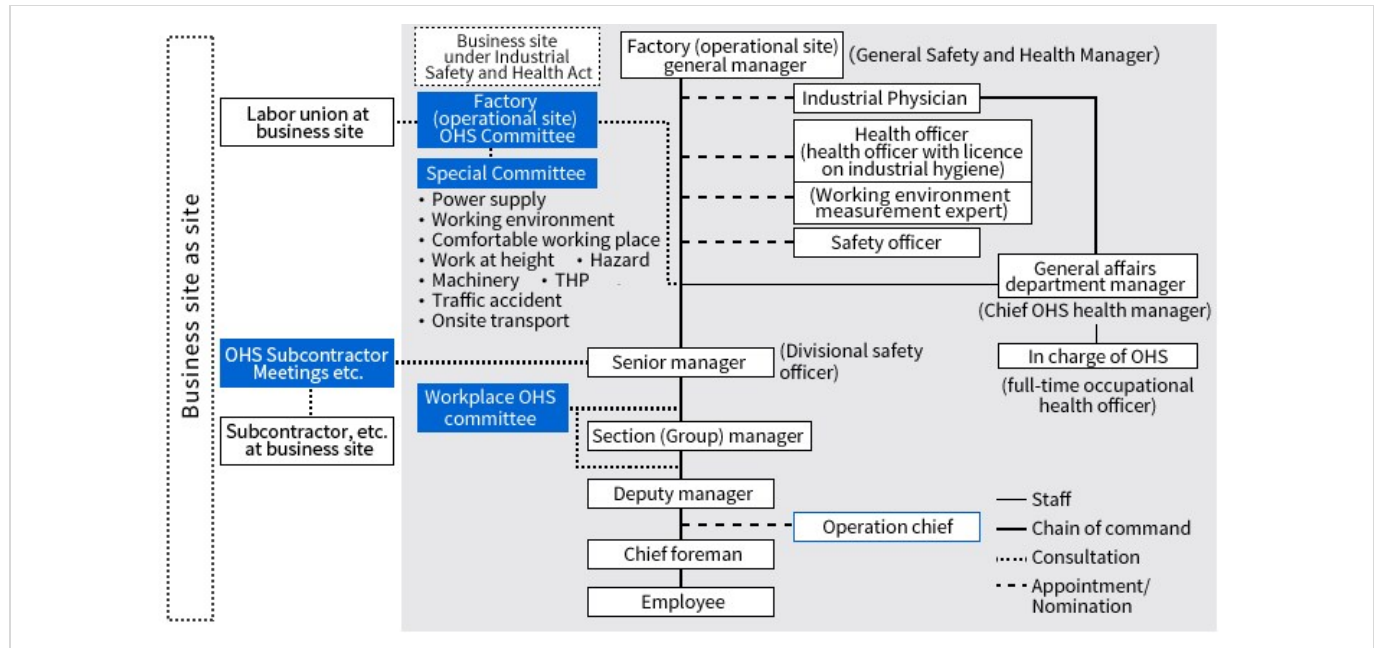 Business site as site
Business site
under Industrial
Safety and Health Act
Factory (operational site)
general manager
(General Safety and Health Manager)
Labor union at
business site
Factory
(operational site)
OHS Committee
Industrial Physician
Special Committee
• Power supply
• Working environment
• Comfortable working place
• Work at height • Hazard
• Machinery • THP
• Traffic accident
• Onsite transport
Health officer
(health officer with licence
on industrial hygiene)
(Working environment
measurement expert)
Safety officer
General affairs
department manager
(Chief OHS health manager)
In charge of OHS
(full-time occupational
health officer)
OHS Subcontractor
Meetings etc.
Senior manager
(Divisional safety
officer)
Workplace OHS
committee
Subcontractor, etc.
at business site
Section (Group) manager
Deputy manager
Operation chief
Chief foreman
Employee
Staff
Chain of command
Consultation
Appointment/
Nomination